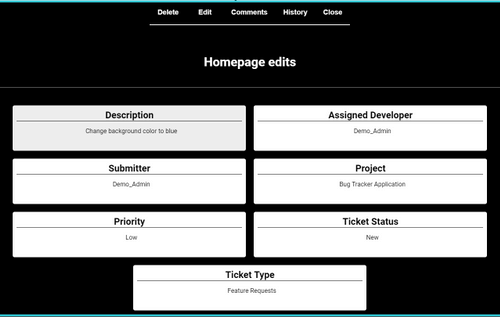 Delete Edit Comments History Close
Homepage edits
Description
Change background color to blue
Assigned Developer
Demo_Admin
Submitter
Demo_Admin
Project
Bug Tracker Application
Priority
Low
Ticket Status
New
Ticket Type
Feature Requests